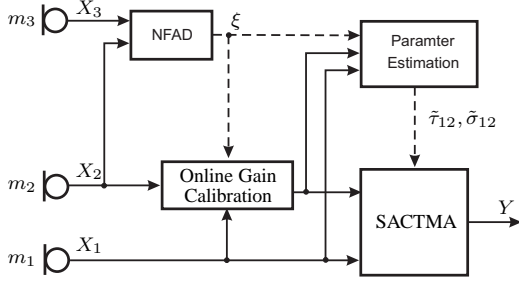 m₃
X₃
NFAD
ξ
Paramter
Estimation
τ̃₁₂, σ̃₁₂
m₂
X₂
Online Gain
Calibration
SACTMA
Y
m₁
X₁